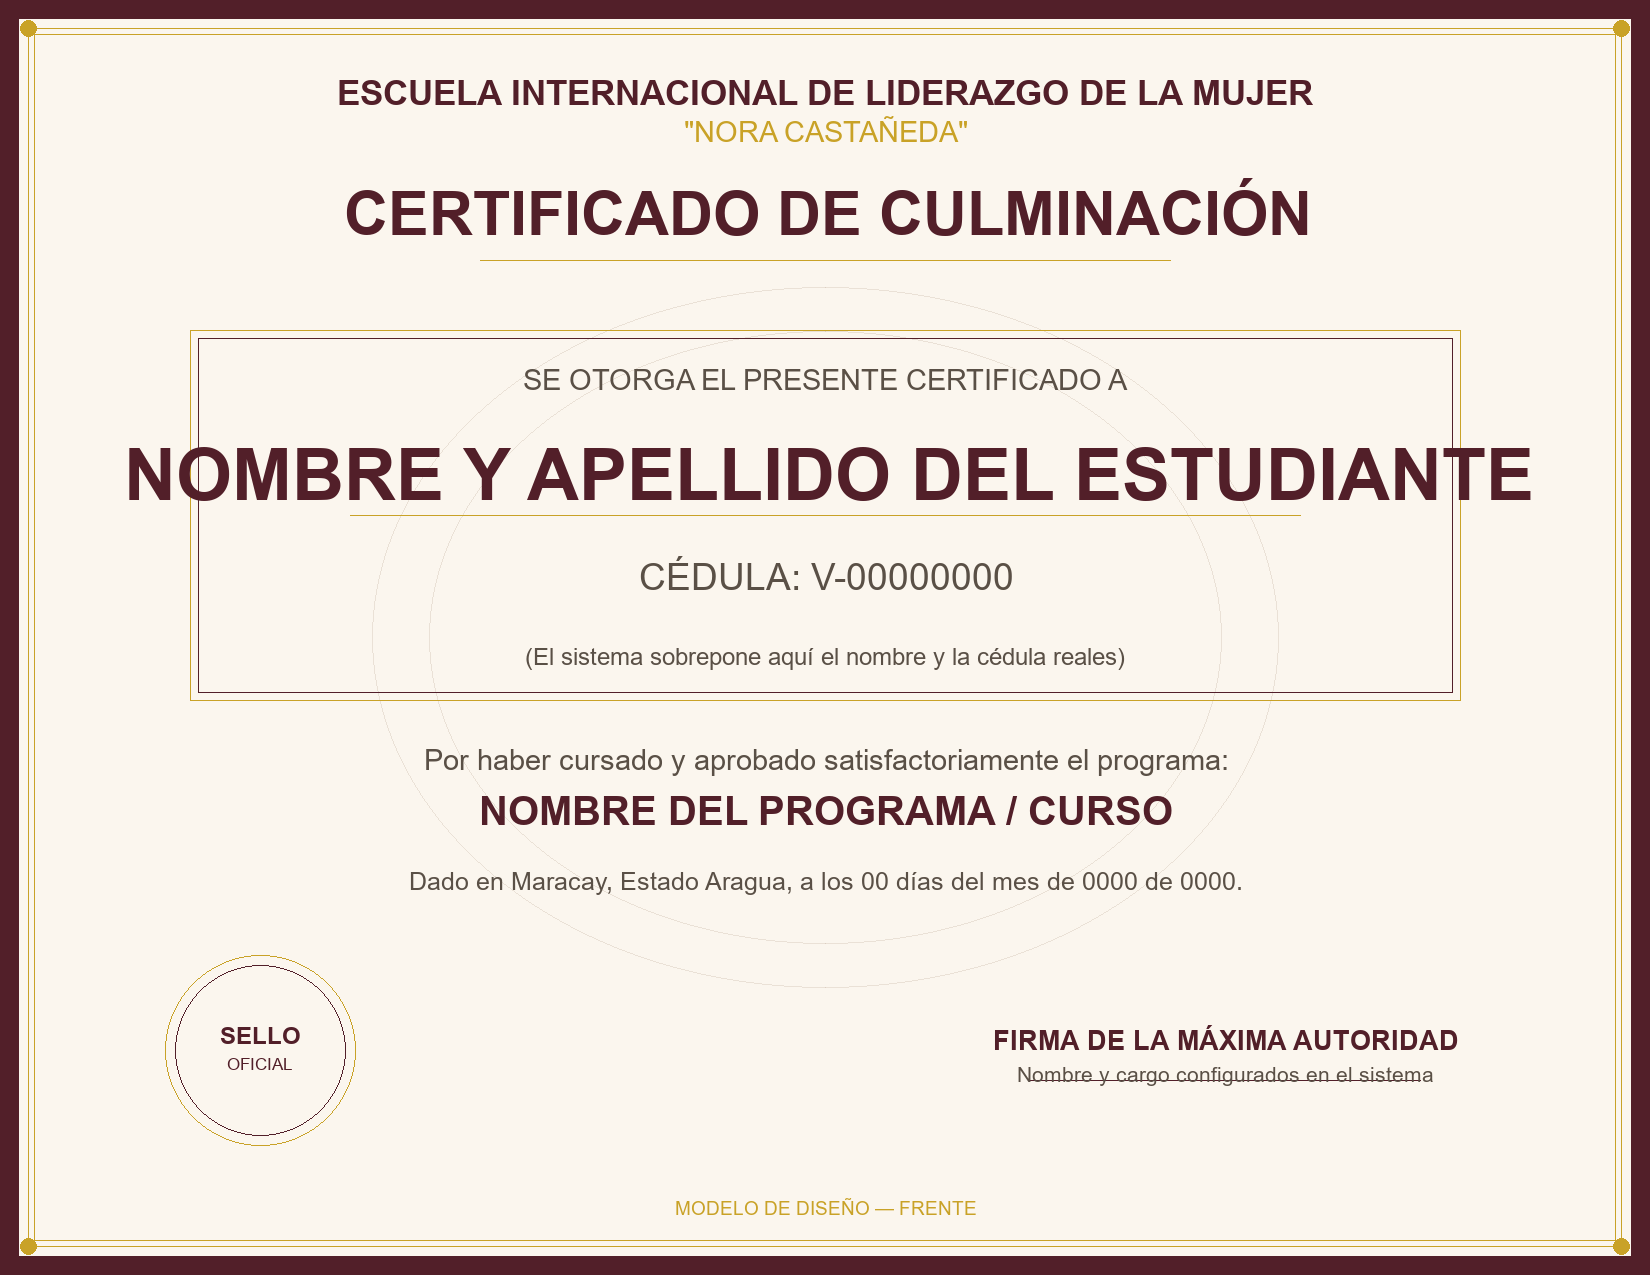 ESCUELA INTERNACIONAL DE LIDERAZGO DE LA MUJER
"NORA CASTAÑEDA"
CERTIFICADO DE CULMINACIÓN
SE OTORGA EL PRESENTE CERTIFICADO A
NOMBRE Y APELLIDO DEL ESTUDIANTE
CÉDULA: V-00000000
(El sistema sobrepone aquí el nombre y la cédula reales)
Por haber cursado y aprobado satisfactoriamente el programa:
NOMBRE DEL PROGRAMA / CURSO
Dado en Maracay, Estado Aragua, a los 00 días del mes de 0000 de 0000.
SELLO
OFICIAL
FIRMA DE LA MÁXIMA AUTORIDAD
Nombre y cargo configurados en el sistema
MODELO DE DISEÑO — FRENTE